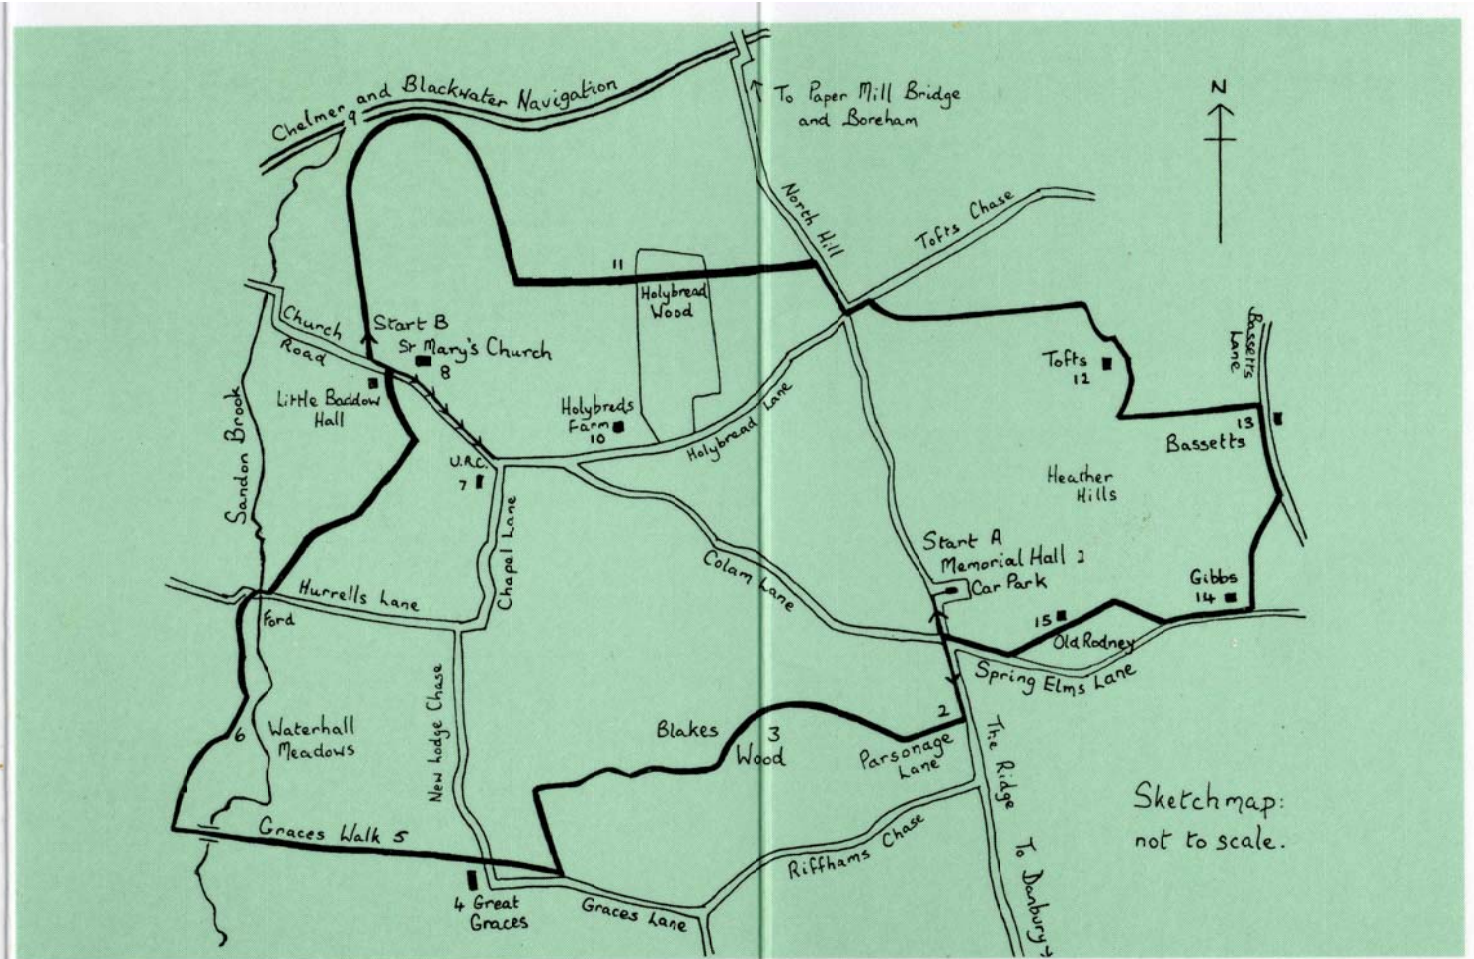 Chelmer and Blackwater Navigation
9
To Paper Mill Bridge
and Boreham
N
North Hill
Tofts Chase
11
Holybread
Wood
Church
Road
Start B
St Mary's Church
8
Little Baddow
Hall
Tofts
12
Bassetts
Lane
13
Bassetts
Holybreds
Farm
10
Holybread Lane
Sandon Brook
U.R.C.
7
Heather
Hills
Chapel Lane
Colam Lane
Start A
Memorial Hall 1
Car Park
Gibbs
14
Hurrells Lane
Ford
15
Old Rodney
Spring Elms Lane
New Lodge Chase
6
Waterhall
Meadows
Blakes
Wood
3
2
Parsonage
Lane
The Ridge
Sketchmap:
not to scale.
Graces Walk 5
Riffhams Chase
To Danbury
4 Great
Graces
Graces Lane